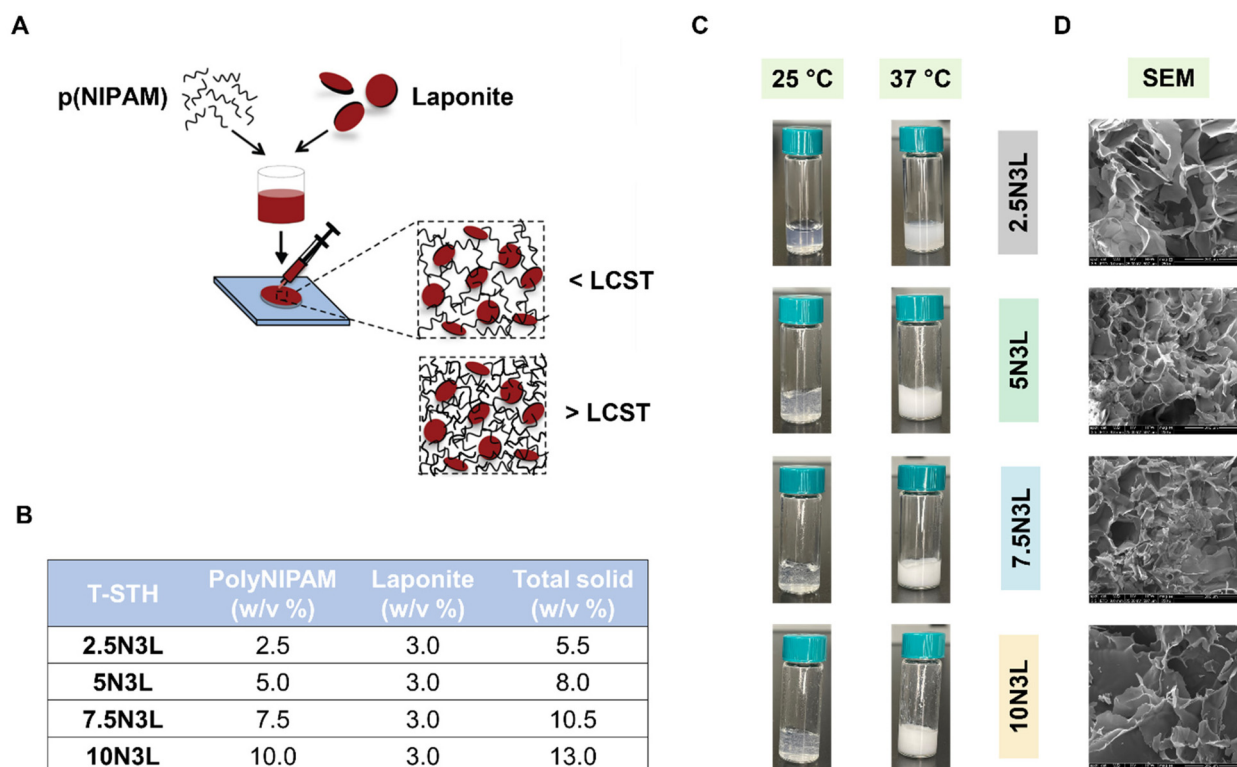 A
p(NIPAM)
Laponite
< LCST
> LCST
B
T-STH PolyNIPAM (w/v %) Laponite (w/v %) Total solid (w/v %)
2.5N3L 2.5 3.0 5.5
5N3L 5.0 3.0 8.0
7.5N3L 7.5 3.0 10.5
10N3L 10.0 3.0 13.0
C
25 °C 37 °C
2.5N3L
5N3L
7.5N3L
10N3L
D
SEM